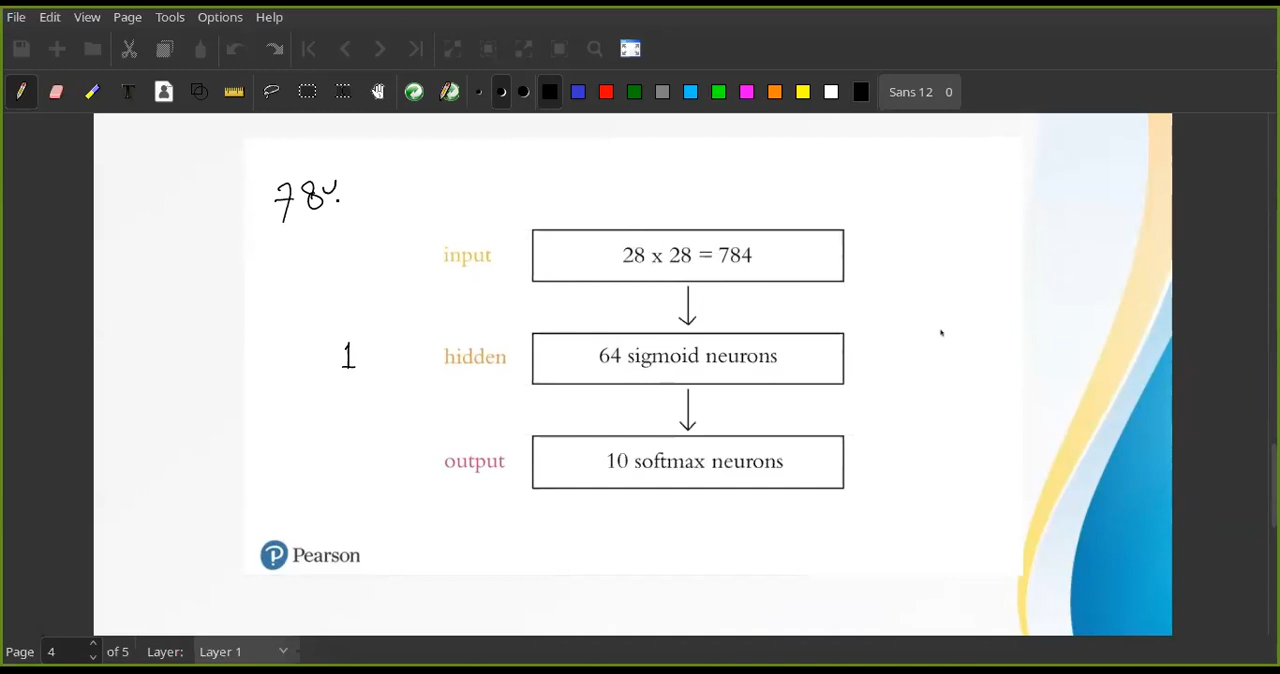 File Edit View Page Tools Options Help
Sans 12 0
78
input 28 x 28 = 784
1 hidden 64 sigmoid neurons
output 10 softmax neurons
Pearson
Page 4 of 5 Layer: Layer 1